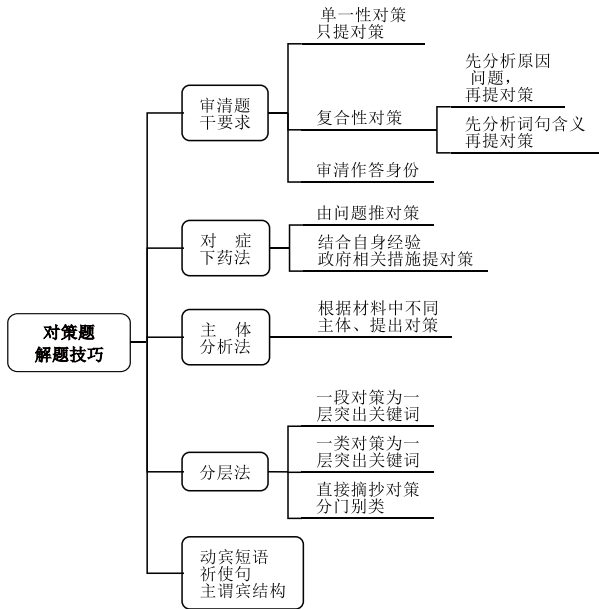 单一性对策
只提对策
先分析原因
问题，
再提对策
审清题
干要求
复合性对策
先分析词句含义
再提对策
审清作答身份
由问题推对策
对　症
下药法
结合自身经验
政府相关措施提对策
对策题
解题技巧
主　体
分析法
根据材料中不同
主体、提出对策
一段对策为一
层突出关键词
分层法
一类对策为一
层突出关键词
直接摘抄对策
分门别类
动宾短语
祈使句
主谓宾结构